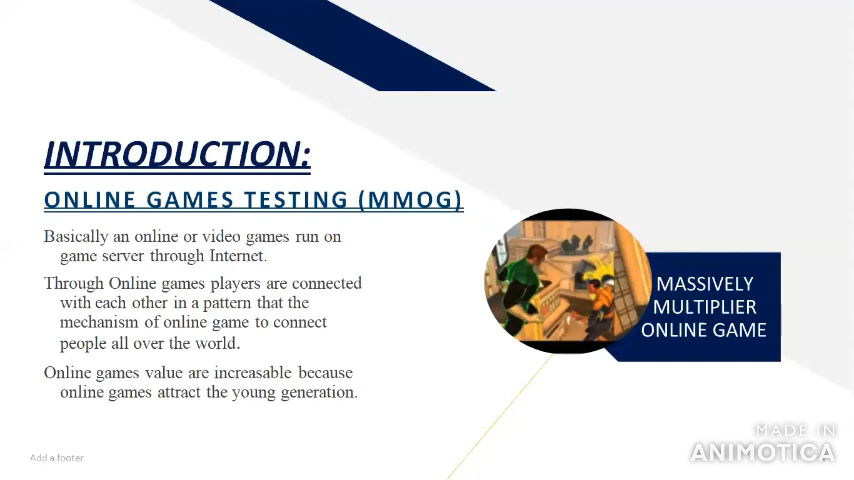 INTRODUCTION:
ONLINE GAMES TESTING (MMOG)
Basically an online or video games run on
game server through Internet.
Through Online games players are connected
with each other in a pattern that the
mechanism of online game to connect
people all over the world.
Online games value are increasable because
online games attract the young generation.
MASSIVELY
MULTIPLIER
ONLINE GAME
Add a footer
MADE IN
ANIMOTICA